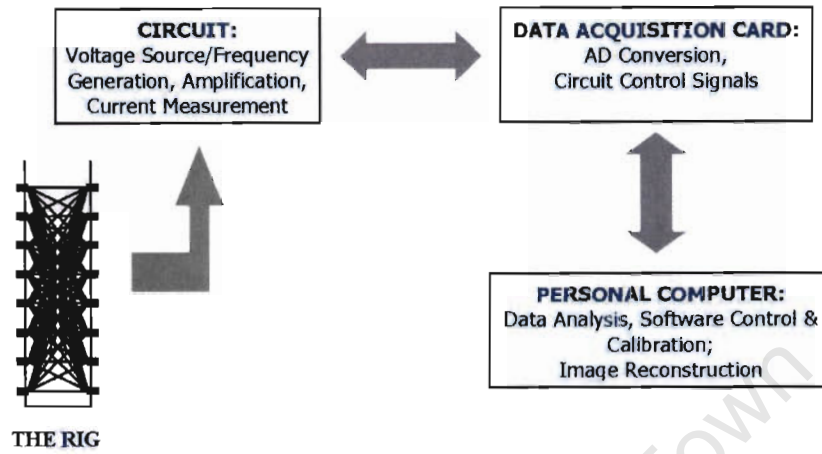 CIRCUIT:
Voltage Source/Frequency
Generation, Amplification,
Current Measurement
DATA ACQUISITION CARD:
AD Conversion,
Circuit Control Signals
PERSONAL COMPUTER:
Data Analysis, Software Control &
Calibration;
Image Reconstruction
THE RIG
Town